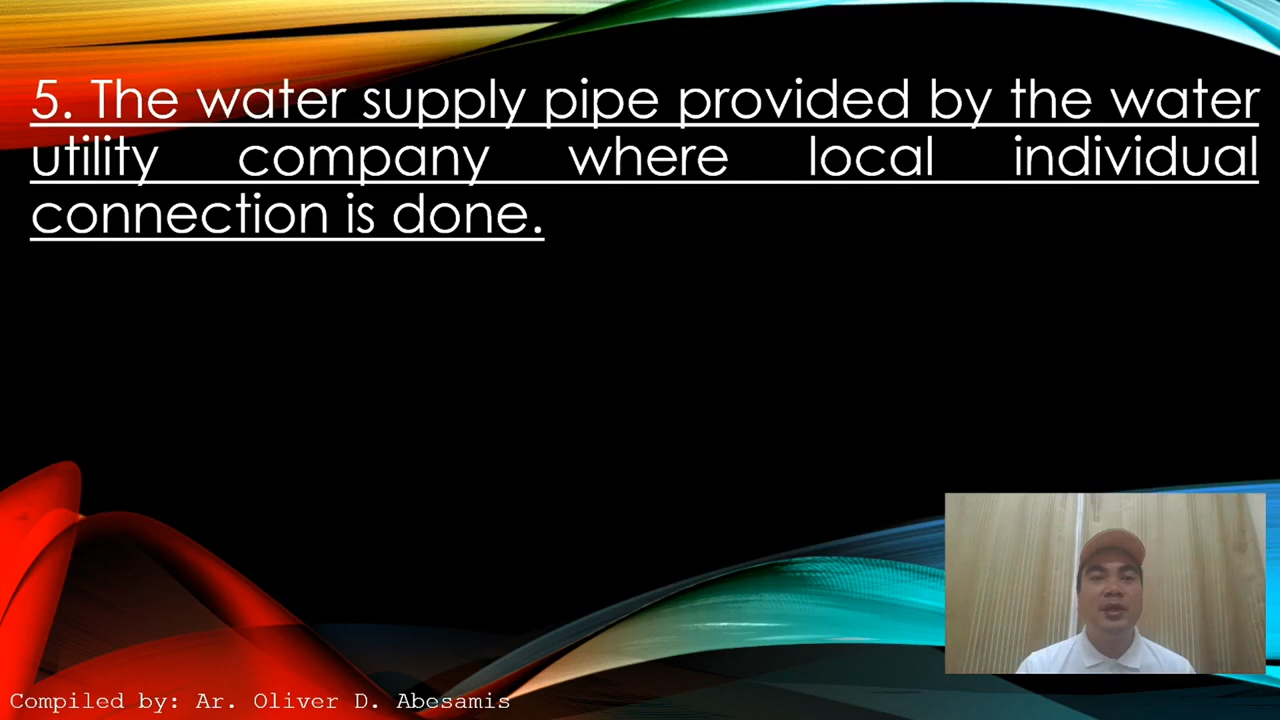 5. The water supply pipe provided by the water
utility company where local individual
connection is done.
Compiled by: Ar. Oliver D. Abesamis